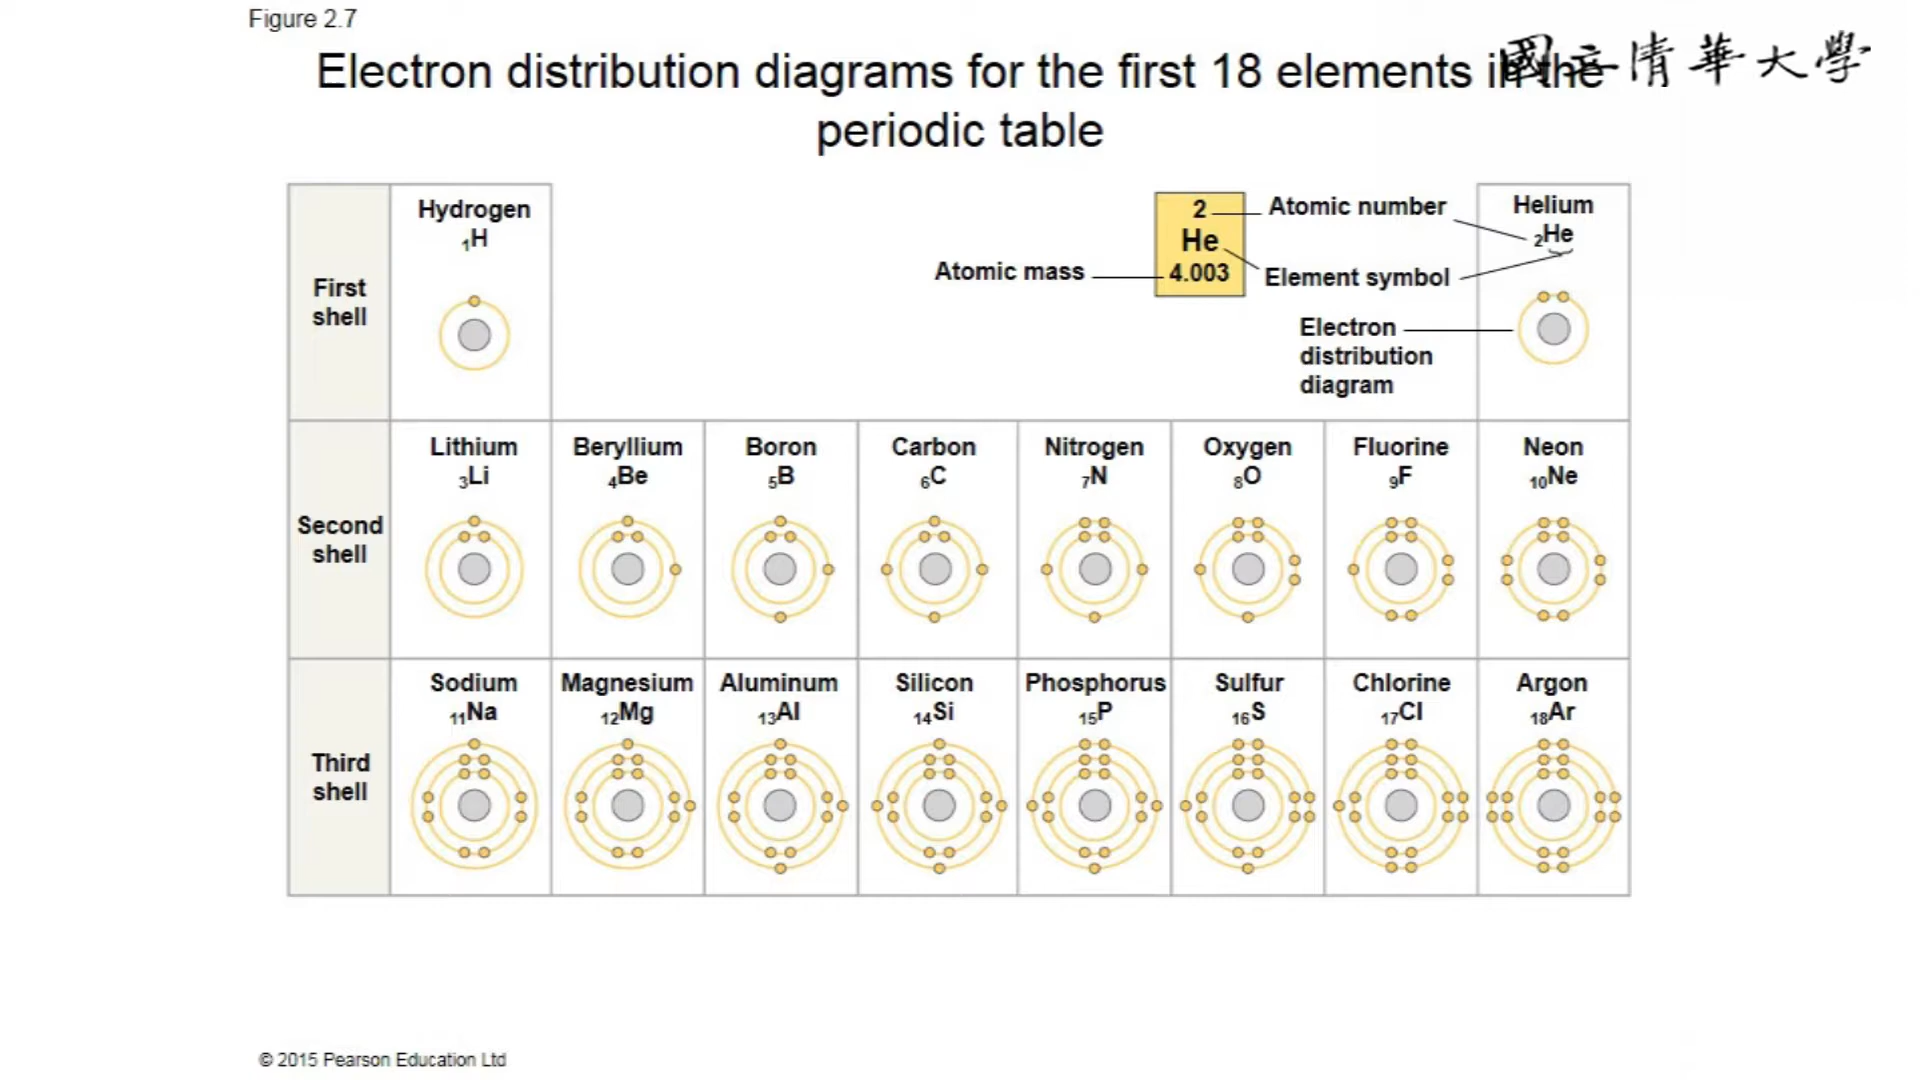 Figure 2.7
國立清華大學
Electron distribution diagrams for the first 18 elements in the
periodic table
Hydrogen
₁H
First
shell
2
He
4.003
Atomic number
Atomic mass
Element symbol
Electron
distribution
diagram
Helium
₂He
Second
shell
Lithium
₃Li
Beryllium
₄Be
Boron
₅B
Carbon
₆C
Nitrogen
₇N
Oxygen
₈O
Fluorine
₉F
Neon
₁₀Ne
Third
shell
Sodium
₁₁Na
Magnesium
₁₂Mg
Aluminum
₁₃Al
Silicon
₁₄Si
Phosphorus
₁₅P
Sulfur
₁₆S
Chlorine
₁₇Cl
Argon
₁₈Ar
© 2015 Pearson Education Ltd